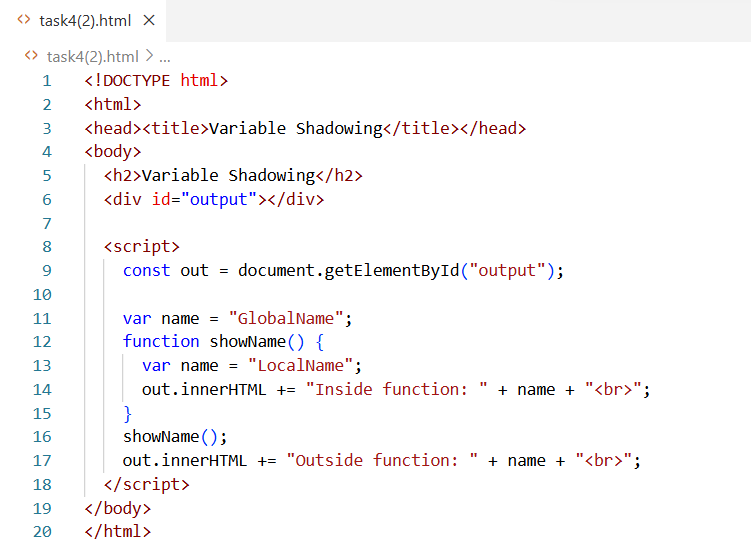 task4(2).html
task4(2).html > ...
1 <!DOCTYPE html>
2 <html>
3 <head><title>Variable Shadowing</title></head>
4 <body>
5   <h2>Variable Shadowing</h2>
6   <div id="output"></div>
7
8   <script>
9     const out = document.getElementById("output");
10
11     var name = "GlobalName";
12     function showName() {
13       var name = "LocalName";
14       out.innerHTML += "Inside function: " + name + "<br>";
15     }
16     showName();
17     out.innerHTML += "Outside function: " + name + "<br>";
18   </script>
19 </body>
20 </html>